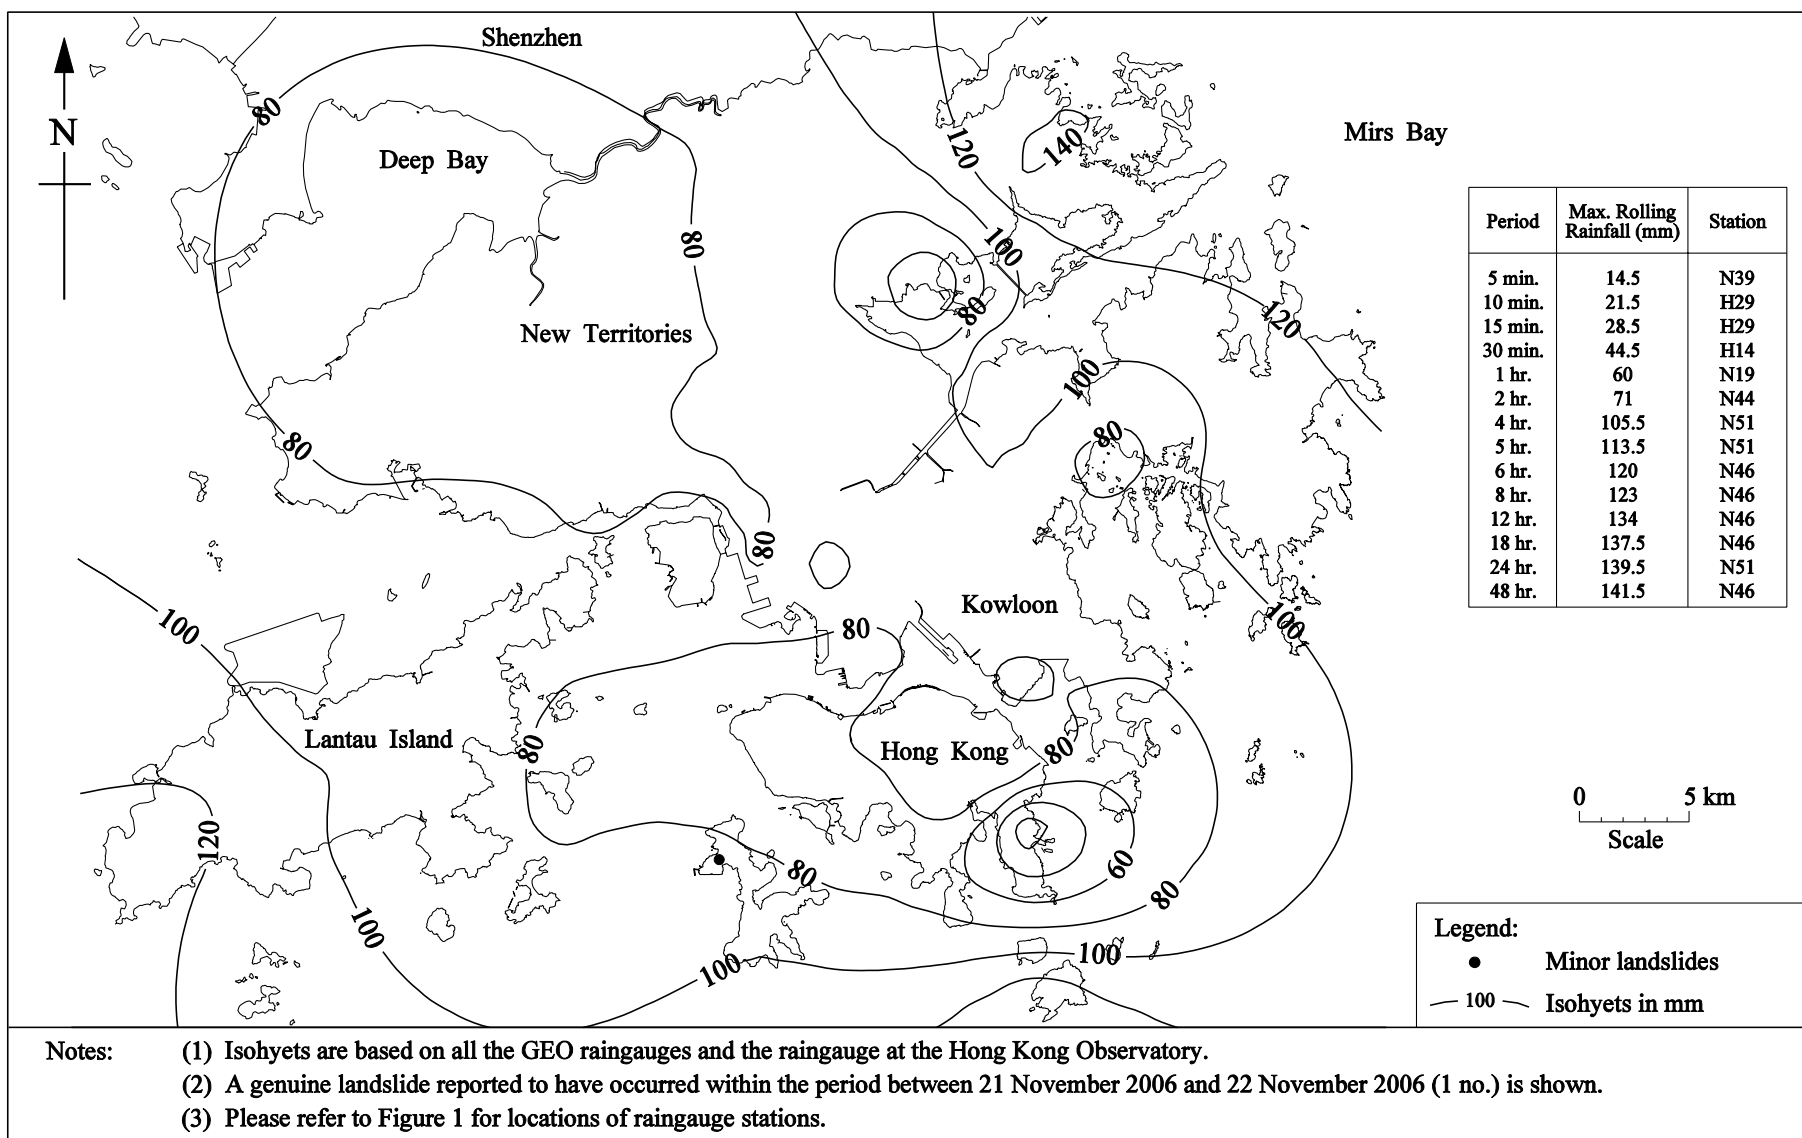 Shenzhen
80
N
Deep Bay
120
140
Mirs Bay
80
100
New Territories
80
120
100
80
80
80
Kowloon
100
80
100
Lantau Island
80
Hong Kong
80
120
60
80
80
100
100
100
Period Max. Rolling Rainfall (mm) Station
5 min. 14.5 N39
10 min. 21.5 H29
15 min. 28.5 H29
30 min. 44.5 H14
1 hr. 60 N19
2 hr. 71 N44
4 hr. 105.5 N51
5 hr. 113.5 N51
6 hr. 120 N46
8 hr. 123 N46
12 hr. 134 N46
18 hr. 137.5 N46
24 hr. 139.5 N51
48 hr. 141.5 N46
0 5 km
Scale
Legend:
Minor landslides
100 Isohyets in mm
Notes: (1) Isohyets are based on all the GEO raingauges and the raingauge at the Hong Kong Observatory.
(2) A genuine landslide reported to have occurred within the period between 21 November 2006 and 22 November 2006 (1 no.) is shown.
(3) Please refer to Figure 1 for locations of raingauge stations.